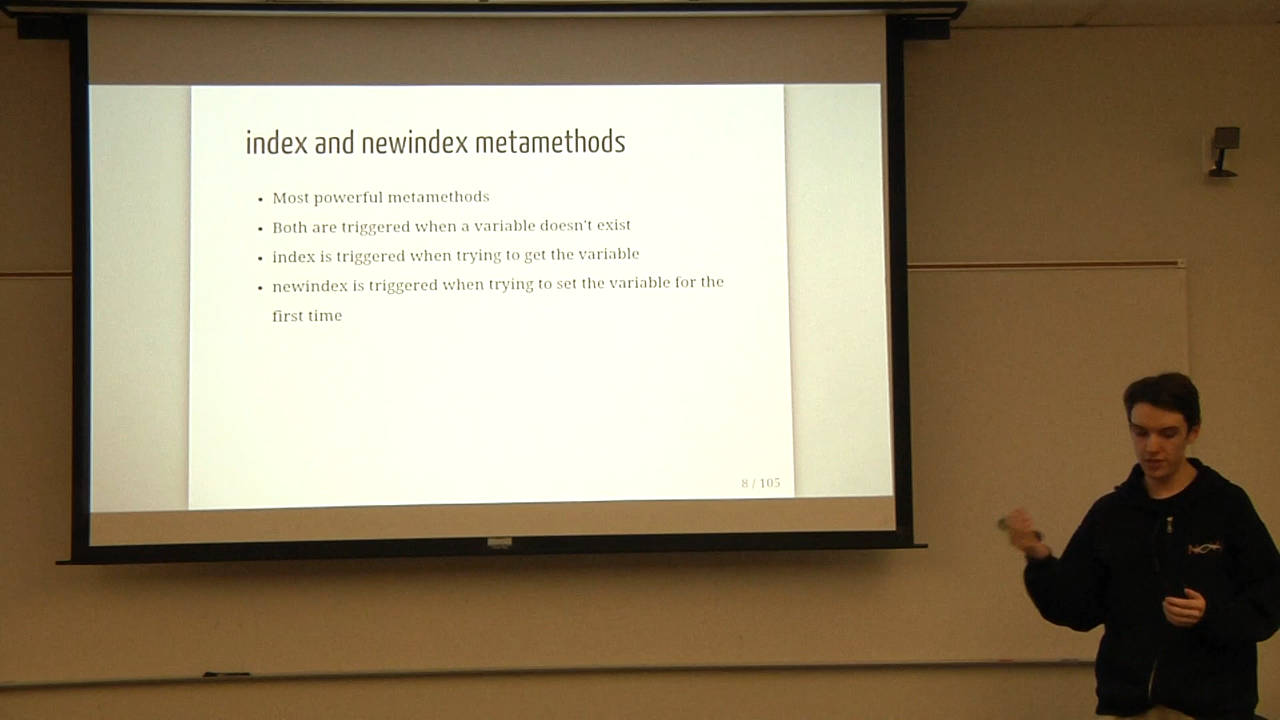 index and newindex metamethods
• Most powerful metamethods
• Both are triggered when a variable doesn't exist
• index is triggered when trying to get the variable
• newindex is triggered when trying to set the variable for the
first time
8 / 105